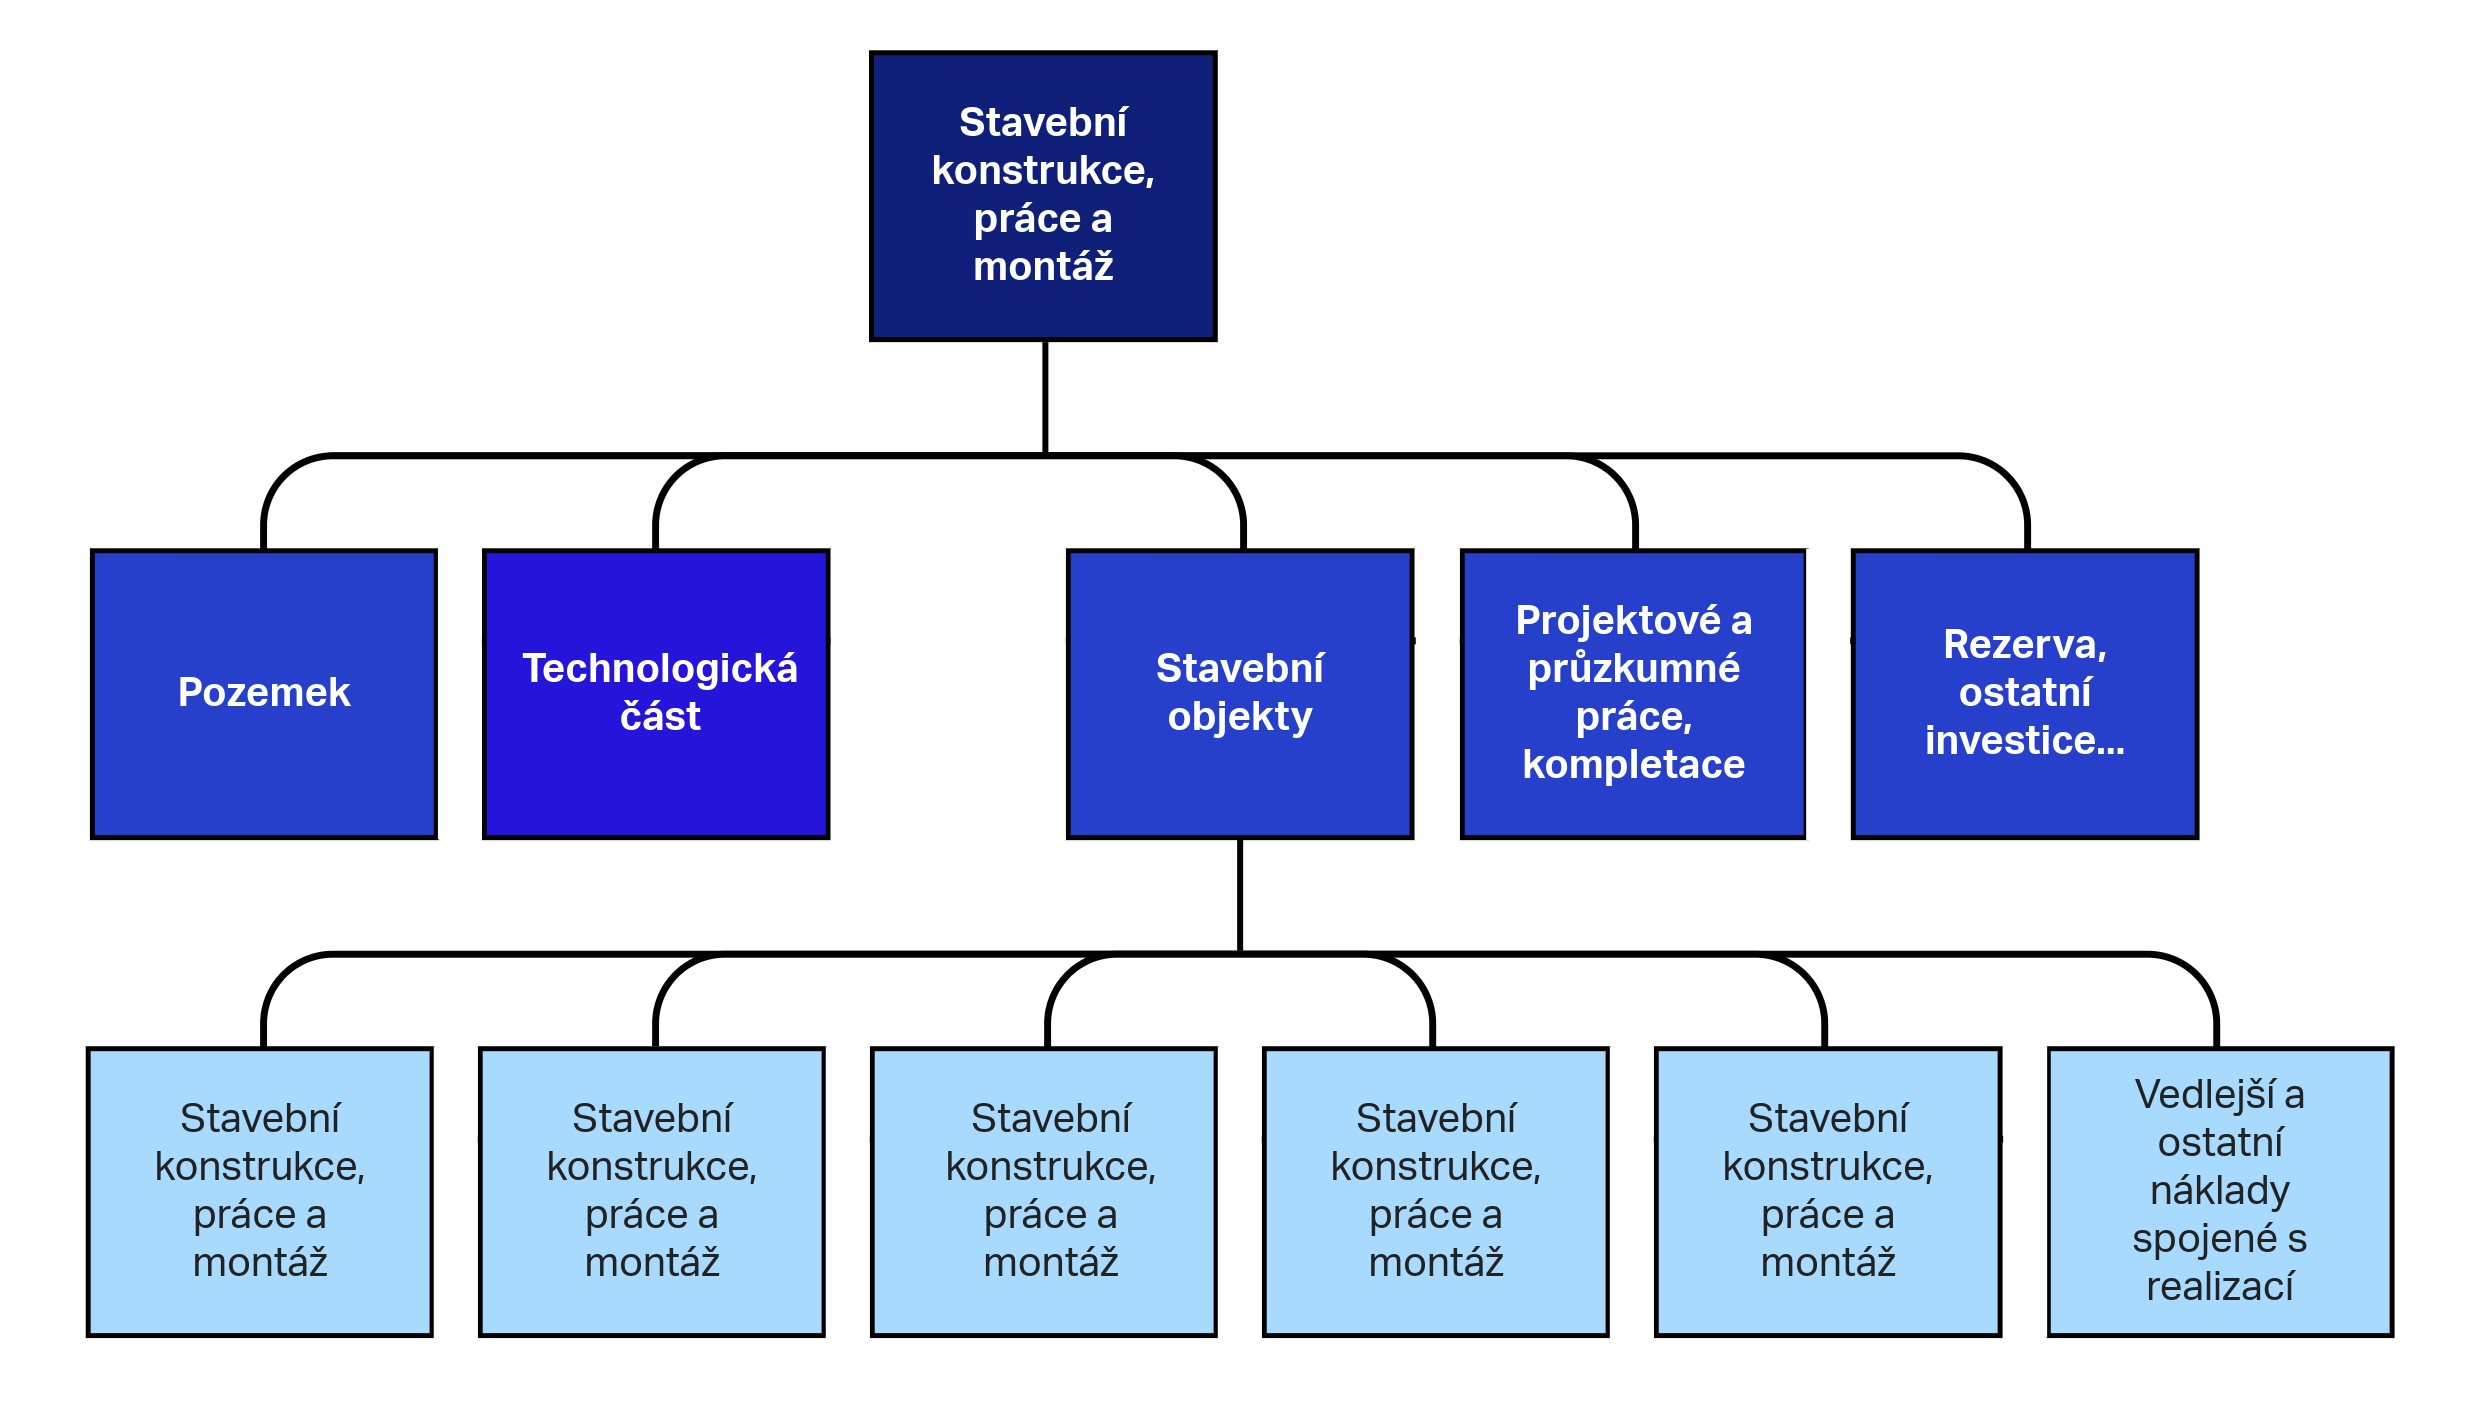 Stavební
konstrukce,
práce a
montáž
Pozemek
Technologická
část
Stavební
objekty
Projektové a
průzkumné
práce,
kompletace
Rezerva,
ostatní
investice...
Stavební
konstrukce,
práce a
montáž
Stavební
konstrukce,
práce a
montáž
Stavební
konstrukce,
práce a
montáž
Stavební
konstrukce,
práce a
montáž
Stavební
konstrukce,
práce a
montáž
Vedlejší a
ostatní
náklady
spojené s
realizací